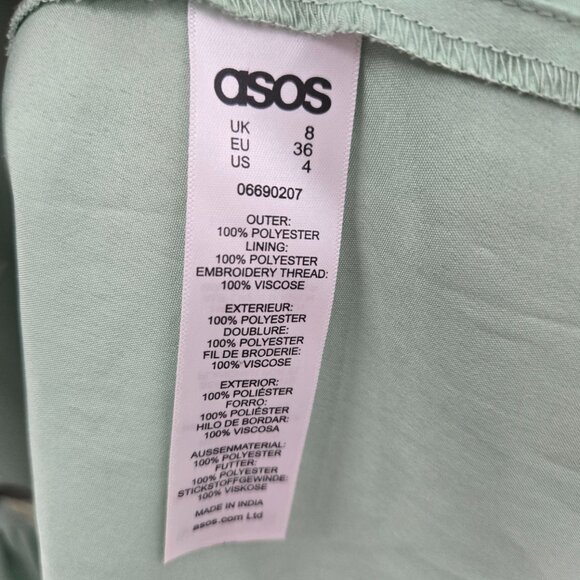 asos
UK 8
EU 36
US 4
06690207
OUTER:
100% POLYESTER
LINING:
100% POLYESTER
EMBROIDERY THREAD:
100% VISCOSE
EXTERIEUR:
100% POLYESTER
DOUBLURE:
100% POLYESTER
FIL DE BRODERIE:
100% VISCOSE
EXTERIOR:
100% POLIÉSTER
FORRO:
100% POLIÉSTER
HILO DE BORDAR:
100% VISCOSA
AUSSENMATERIAL:
100% POLYESTER
FUTTER:
100% POLYESTER
STICKSTOFFGEWINDE:
100% VISKOSE
MADE IN INDIA
asos.com Ltd